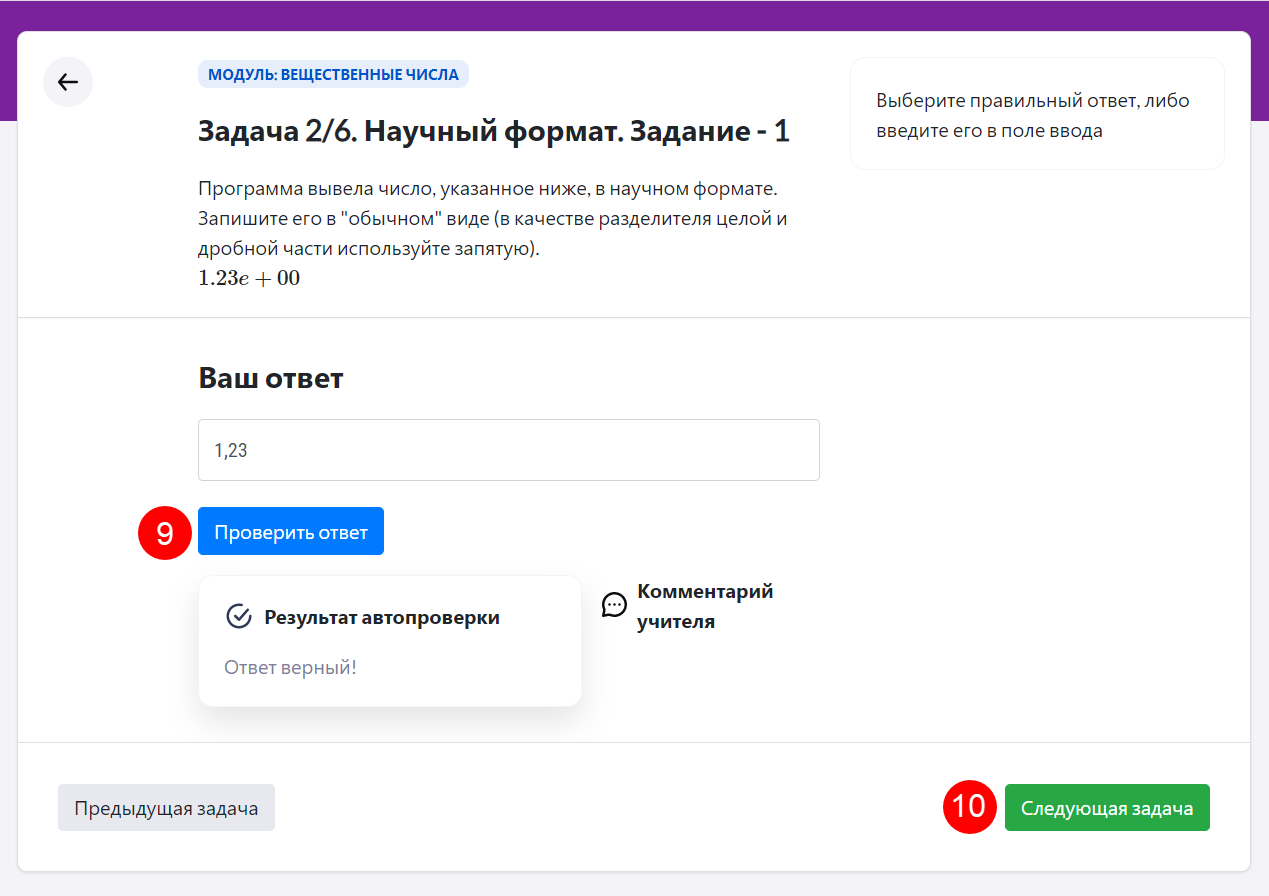 МОДУЛЬ: ВЕЩЕСТВЕННЫЕ ЧИСЛА
Задача 2/6. Научный формат. Задание - 1
Программа вывела число, указанное ниже, в научном формате.
Запишите его в "обычном" виде (в качестве разделителя целой и
дробной части используйте запятую).
1.23e + 00
Выберите правильный ответ, либо
введите его в поле ввода
Ваш ответ
1,23
9
Проверить ответ
Результат автопроверки
Ответ верный!
Комментарий
учителя
Предыдущая задача
10
Следующая задача